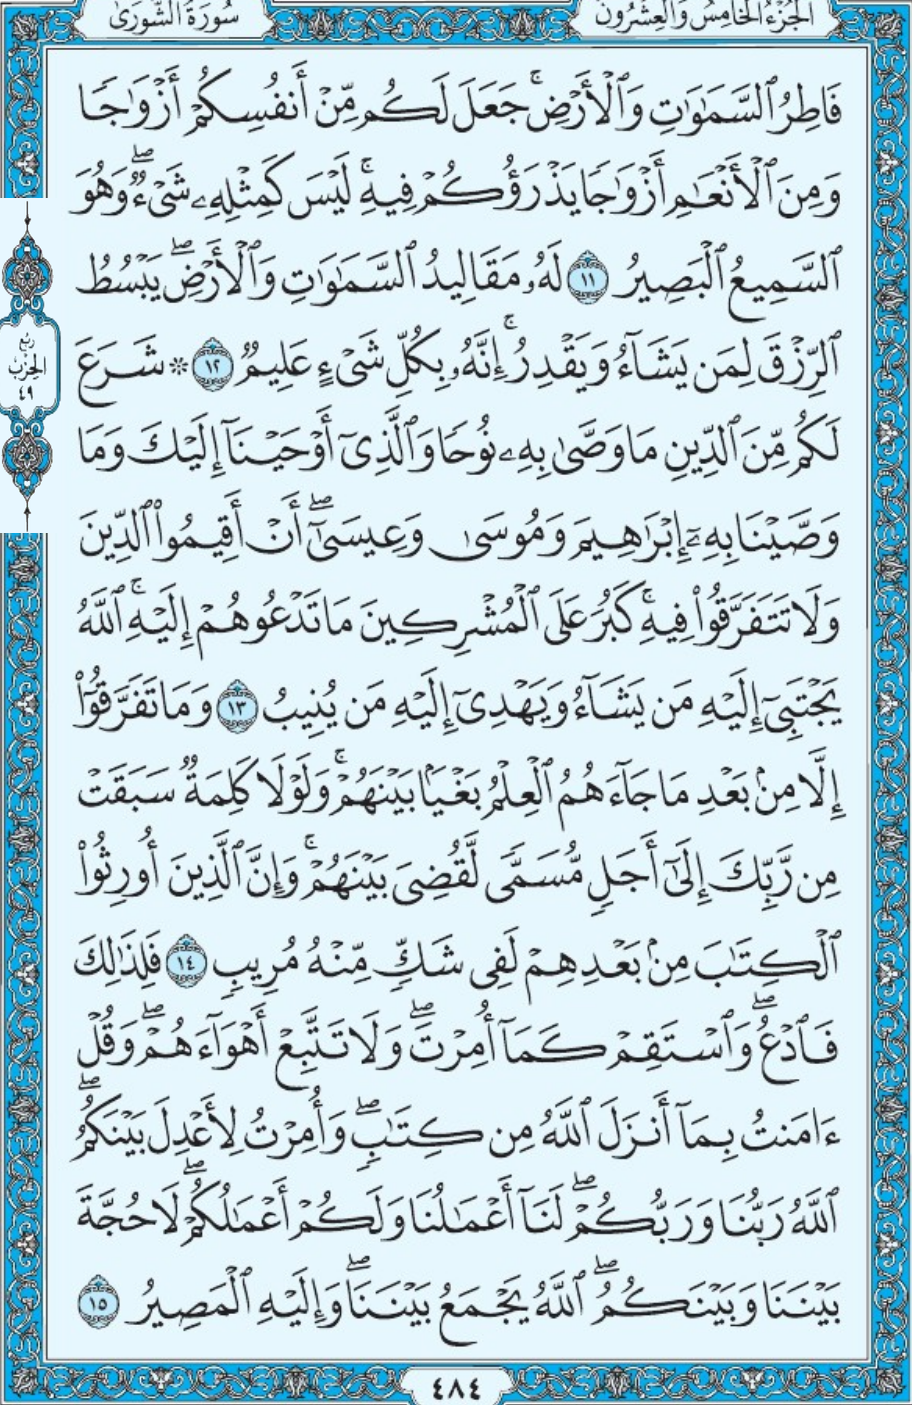 الجُزْءُ الخَامِسُ وَالْعِشْرُونَ
سُورَةُ الشُّورَىٰ
فَاطِرُ ٱلسَّمَٰوَٰتِ وَٱلْأَرْضِ ۚ جَعَلَ لَكُم مِّنْ أَنفُسِكُمْ أَزْوَٰجًا
وَمِنَ ٱلْأَنْعَٰمِ أَزْوَٰجًا يَذْرَؤُكُمْ فِيهِ ۚ لَيْسَ كَمِثْلِهِۦ شَىْءٌ ۖ وَهُوَ
ٱلسَّمِيعُ ٱلْبَصِيرُ ١١ لَهُۥ مَقَالِيدُ ٱلسَّمَٰوَٰتِ وَٱلْأَرْضِ ۖ يَبْسُطُ
ٱلرِّزْقَ لِمَن يَشَآءُ وَيَقْدِرُ ۚ إِنَّهُۥ بِكُلِّ شَىْءٍ عَلِيمٌ ١٢ ۞ شَرَعَ
رُبْعُ
الحِزْبِ
٤٩
لَكُم مِّنَ ٱلدِّينِ مَا وَصَّىٰ بِهِۦ نُوحًا وَٱلَّذِىٓ أَوْحَيْنَآ إِلَيْكَ وَمَا
وَصَّيْنَا بِهِۦٓ إِبْرَٰهِيمَ وَمُوسَىٰ وَعِيسَىٰٓ ۖ أَنْ أَقِيمُوا۟ ٱلدِّينَ
وَلَا تَتَفَرَّقُوا۟ فِيهِ ۚ كَبُرَ عَلَى ٱلْمُشْرِكِينَ مَا تَدْعُوهُمْ إِلَيْهِ ۚ ٱللَّهُ
يَجْتَبِىٓ إِلَيْهِ مَن يَشَآءُ وَيَهْدِىٓ إِلَيْهِ مَن يُنِيبُ ١٣ وَمَا تَفَرَّقُوٓا۟
إِلَّا مِنۢ بَعْدِ مَا جَآءَهُمُ ٱلْعِلْمُ بَغْيًۢا بَيْنَهُمْ ۚ وَلَوْلَا كَلِمَةٌ سَبَقَتْ
مِن رَّبِّكَ إِلَىٰٓ أَجَلٍ مُّسَمًّى لَّقُضِىَ بَيْنَهُمْ ۚ وَإِنَّ ٱلَّذِينَ أُورِثُوا۟
ٱلْكِتَٰبَ مِنۢ بَعْدِهِمْ لَفِى شَكٍّ مِّنْهُ مُرِيبٍ ١٤ فَلِذَٰلِكَ
فَٱدْعُ ۖ وَٱسْتَقِمْ كَمَآ أُمِرْتَ ۖ وَلَا تَتَّبِعْ أَهْوَآءَهُمْ ۖ وَقُلْ
ءَامَنتُ بِمَآ أَنزَلَ ٱللَّهُ مِن كِتَٰبٍ ۖ وَأُمِرْتُ لِأَعْدِلَ بَيْنَكُمُ ۖ
ٱللَّهُ رَبُّنَا وَرَبُّكُمْ ۖ لَنَآ أَعْمَٰلُنَا وَلَكُمْ أَعْمَٰلُكُمْ ۖ لَا حُجَّةَ
بَيْنَنَا وَبَيْنَكُمُ ۖ ٱللَّهُ يَجْمَعُ بَيْنَنَا ۖ وَإِلَيْهِ ٱلْمَصِيرُ ١٥
٤٨٤